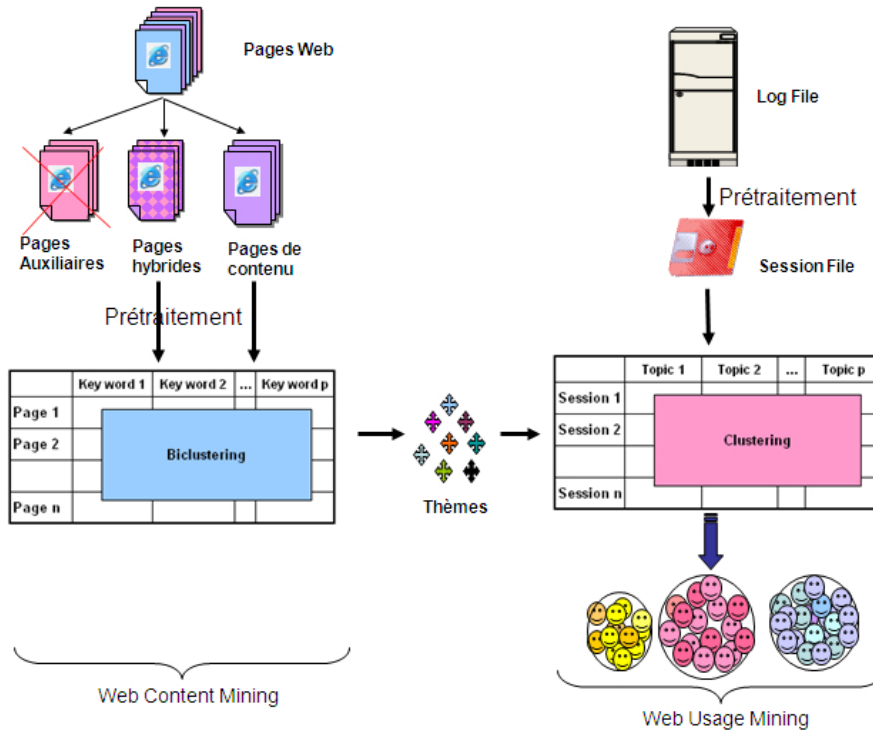 Pages Web
Log File
Pages
Auxiliaires
Pages
hybrides
Pages de
contenu
Prétraitement
Session File
Prétraitement
Key word 1 Key word 2 ... Key word p
Page 1
Page 2
Page n
Biclustering
Thèmes
Topic 1 Topic 2 ... Topic p
Session 1
Session 2
Session n
Clustering
Web Content Mining
Web Usage Mining